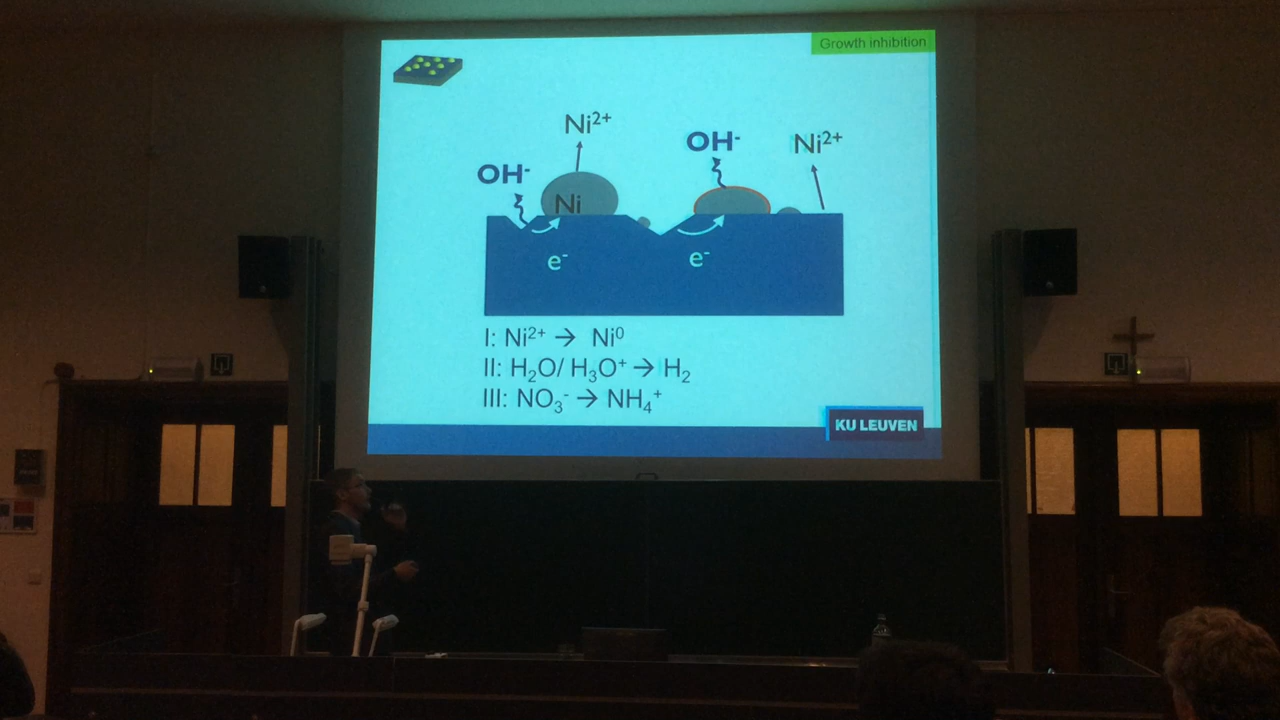 Growth inhibition
Ni²⁺
OH⁻
Ni²⁺
OH⁻
Ni
e⁻
e⁻
I: Ni²⁺ → Ni⁰
II: H₂O/ H₃O⁺ → H₂
III: NO₃⁻ → NH₄⁺
KU LEUVEN